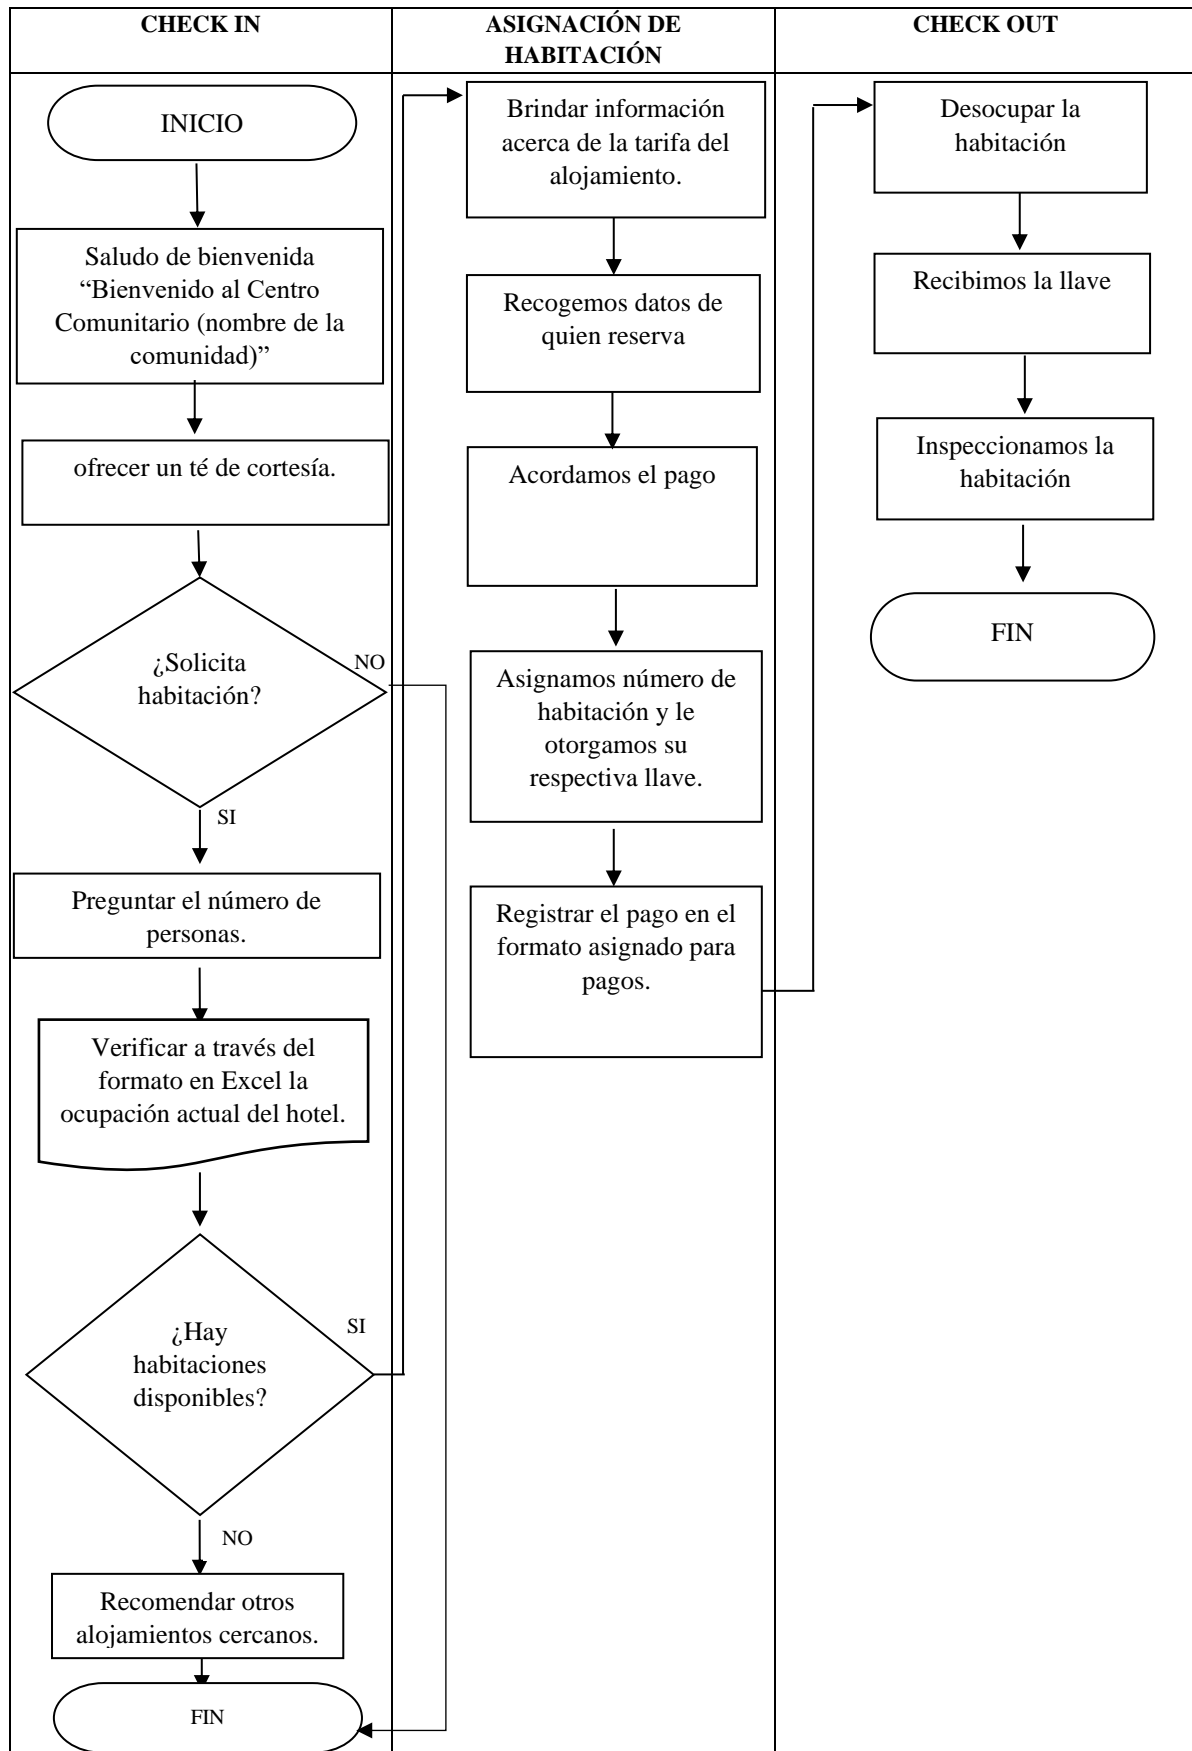 CHECK IN
ASIGNACIÓN DE
HABITACIÓN
CHECK OUT
INICIO
Saludo de bienvenida
“Bienvenido al Centro
Comunitario (nombre de la
comunidad)”
ofrecer un té de cortesía.
¿Solicita
habitación?
NO
SI
Preguntar el número de
personas.
Verificar a través del
formato en Excel la
ocupación actual del hotel.
¿Hay
habitaciones
disponibles?
SI
NO
Recomendar otros
alojamientos cercanos.
FIN
Brindar información
acerca de la tarifa del
alojamiento.
Recogemos datos de
quien reserva
Acordamos el pago
Asignamos número de
habitación y le
otorgamos su
respectiva llave.
Registrar el pago en el
formato asignado para
pagos.
Desocupar la
habitación
Recibimos la llave
Inspeccionamos la
habitación
FIN